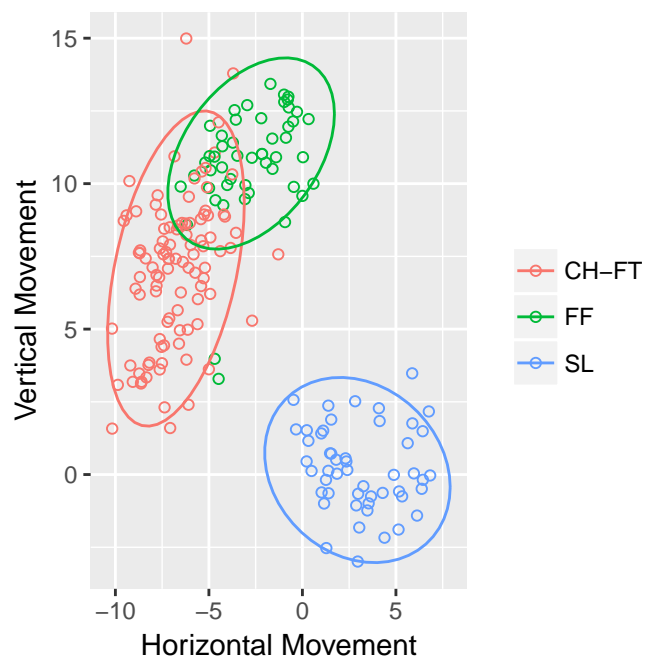 15
10
5
0
Vertical Movement
−10 −5 0 5
Horizontal Movement
CH−FT
FF
SL